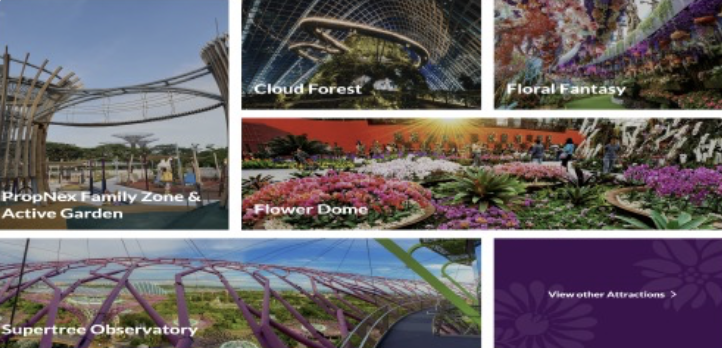 Cloud Forest
Floral Fantasy
PropNex Family Zone &
Active Garden
Flower Dome
Supertree Observatory
View other Attractions >